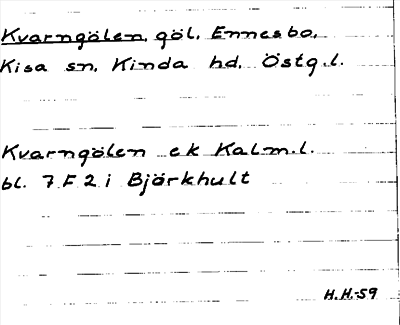 Kvarngölen, göl, Ennesbo,
Kisa sn, Kinda hd, Östg.l.
Kvarngölen ek Kalm.l.
bl. 7 F 2 i Björkhult
H.H.-59